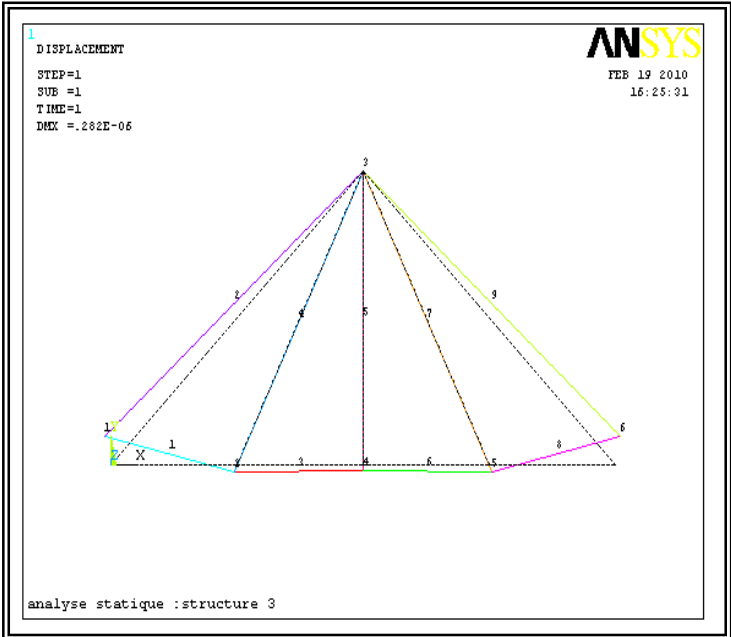 1
DISPLACEMENT
STEP=1
SUB =1
TIME=1
DMX =.282E-06
ANSYS
FEB 19 2010
16:25:31
3
2
9
4
5
7
1
Y
6
1
8
Z
X
2
3
4
6
5
analyse statique :structure 3